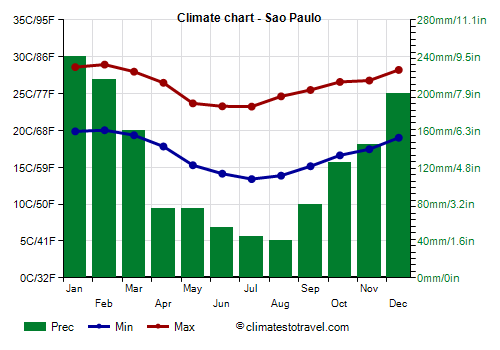 Climate chart - Sao Paulo
35C/95F
30C/86F
25C/77F
20C/68F
15C/59F
10C/50F
5C/41F
0C/32F
280mm/11.1in
240mm/9.5in
200mm/7.9in
160mm/6.3in
120mm/4.8in
80mm/3.2in
40mm/1.6in
0mm/0in
Jan
Feb
Mar
Apr
May
Jun
Jul
Aug
Sep
Oct
Nov
Dec
Prec
Min
Max
©climatestotravel.com/